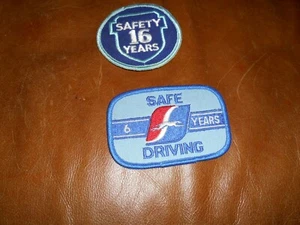 SAFETY
16
YEARS
SAFE
6 YEARS
DRIVING